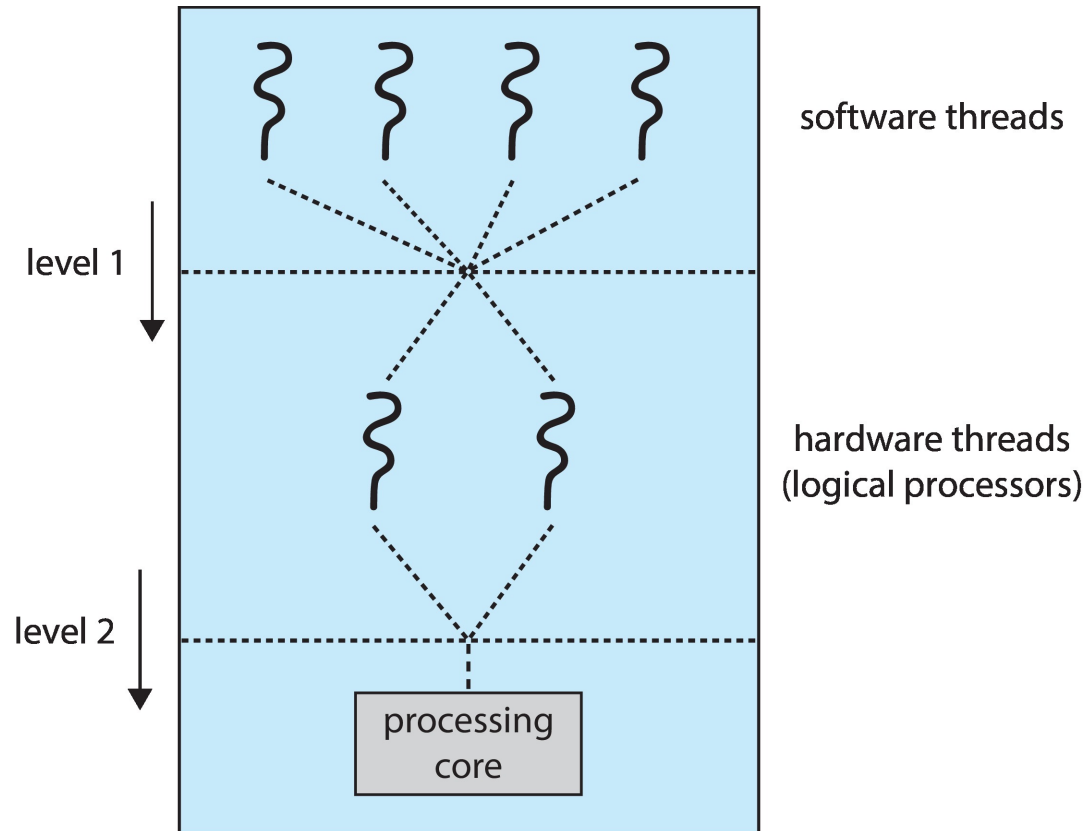 software threads
level 1
hardware threads
(logical processors)
level 2
processing
core